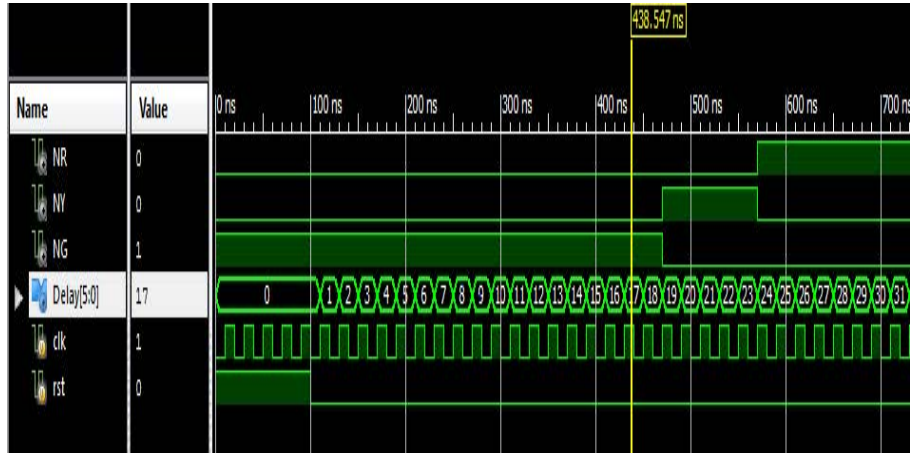 438.547 ns
Name Value 0 ns 100 ns 200 ns 300 ns 400 ns 500 ns 600 ns 700 ns
NR 0
NY 0
NG 1
Delay[5:0] 17 0 1 2 3 4 5 6 7 8 9 10 11 12 13 14 15 16 17 18 19 20 21 22 23 24 25 26 27 28 29 30 31
clk 1
rst 0